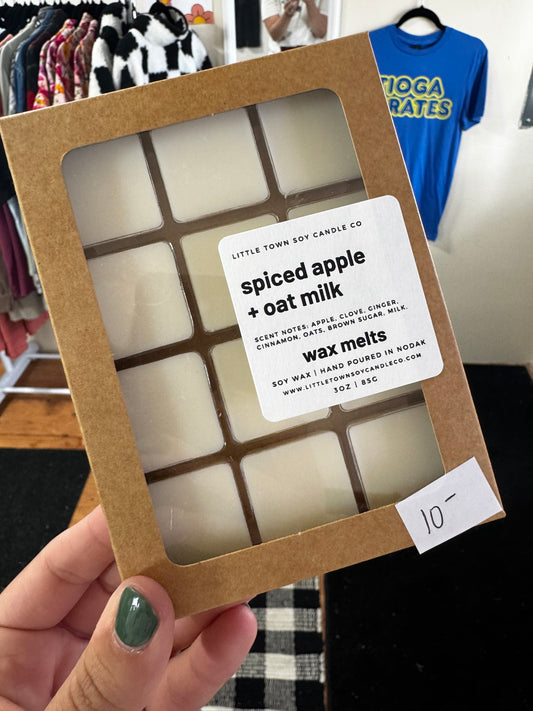 TIOGA
RATES
LITTLE TOWN SOY CANDLE CO
spiced apple
+ oat milk
SCENT NOTES: APPLE, CLOVE, GINGER,
CINNAMON, OATS, BROWN SUGAR, MILK.
wax melts
SOY WAX | HAND POURED IN NODAK
WWW.LITTLETOWNSOYCANDLECO.COM
3OZ | 85G
10-